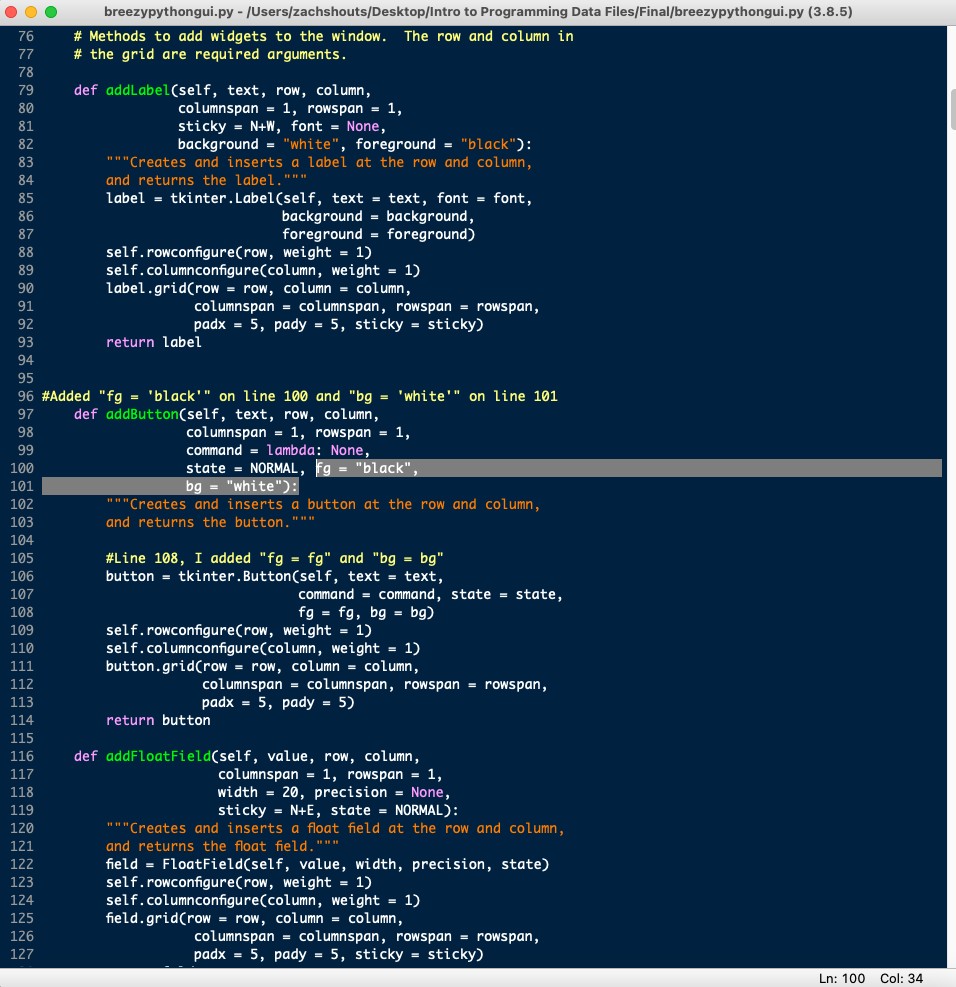 breezypythongui.py - /Users/zachshouts/Desktop/Intro to Programming Data Files/Final/breezypythongui.py (3.8.5)
76     # Methods to add widgets to the window.  The row and column in
77     # the grid are required arguments.
78
79     def addLabel(self, text, row, column,
80                  columnspan = 1, rowspan = 1,
81                  sticky = N+W, font = None,
82                  background = "white", foreground = "black"):
83         """Creates and inserts a label at the row and column,
84         and returns the label."""
85         label = tkinter.Label(self, text = text, font = font,
86                               background = background,
87                               foreground = foreground)
88         self.rowconfigure(row, weight = 1)
89         self.columnconfigure(column, weight = 1)
90         label.grid(row = row, column = column,
91                    columnspan = columnspan, rowspan = rowspan,
92                    padx = 5, pady = 5, sticky = sticky)
93         return label
94
95
96 #Added "fg = 'black'" on line 100 and "bg = 'white'" on line 101
97     def addButton(self, text, row, column,
98                   columnspan = 1, rowspan = 1,
99                   command = lambda: None,
100                   state = NORMAL, fg = "black",
101                   bg = "white"):
102         """Creates and inserts a button at the row and column,
103         and returns the button."""
104
105         #Line 108, I added "fg = fg" and "bg = bg"
106         button = tkinter.Button(self, text = text,
107                                 command = command, state = state,
108                                 fg = fg, bg = bg)
109         self.rowconfigure(row, weight = 1)
110         self.columnconfigure(column, weight = 1)
111         button.grid(row = row, column = column,
112                     columnspan = columnspan, rowspan = rowspan,
113                     padx = 5, pady = 5)
114         return button
115
116     def addFloatField(self, value, row, column,
117                       columnspan = 1, rowspan = 1,
118                       width = 20, precision = None,
119                       sticky = N+E, state = NORMAL):
120         """Creates and inserts a float field at the row and column,
121         and returns the float field."""
122         field = FloatField(self, value, width, precision, state)
123         self.rowconfigure(row, weight = 1)
124         self.columnconfigure(column, weight = 1)
125         field.grid(row = row, column = column,
126                    columnspan = columnspan, rowspan = rowspan,
127                    padx = 5, pady = 5, sticky = sticky)
Ln: 100 Col: 34